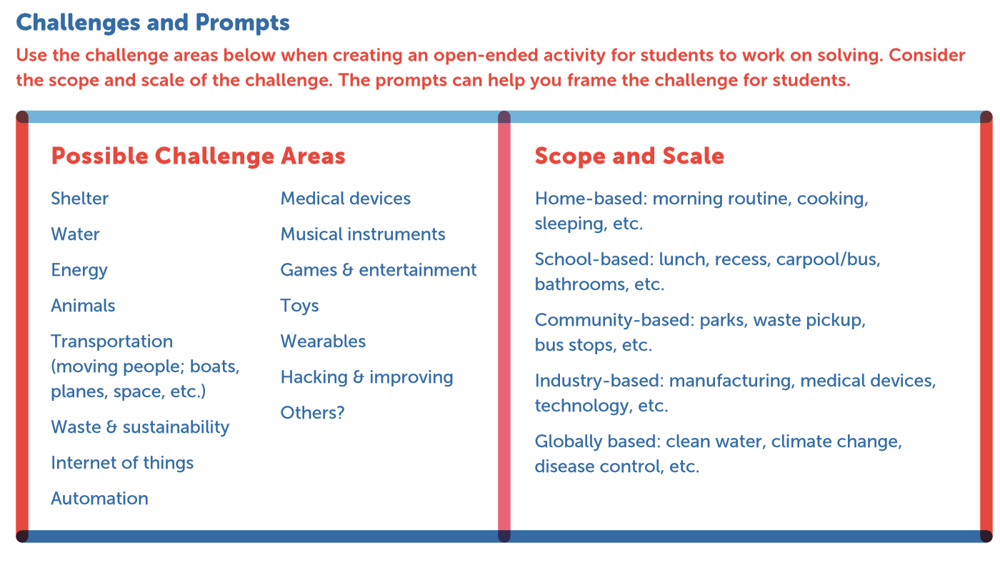 Challenges and Prompts
Use the challenge areas below when creating an open-ended activity for students to work on solving. Consider
the scope and scale of the challenge. The prompts can help you frame the challenge for students.
Possible Challenge Areas
Shelter
Water
Energy
Animals
Transportation
(moving people; boats,
planes, space, etc.)
Waste & sustainability
Internet of things
Automation
Medical devices
Musical instruments
Games & entertainment
Toys
Wearables
Hacking & improving
Others?
Scope and Scale
Home-based: morning routine, cooking,
sleeping, etc.
School-based: lunch, recess, carpool/bus,
bathrooms, etc.
Community-based: parks, waste pickup,
bus stops, etc.
Industry-based: manufacturing, medical devices,
technology, etc.
Globally based: clean water, climate change,
disease control, etc.